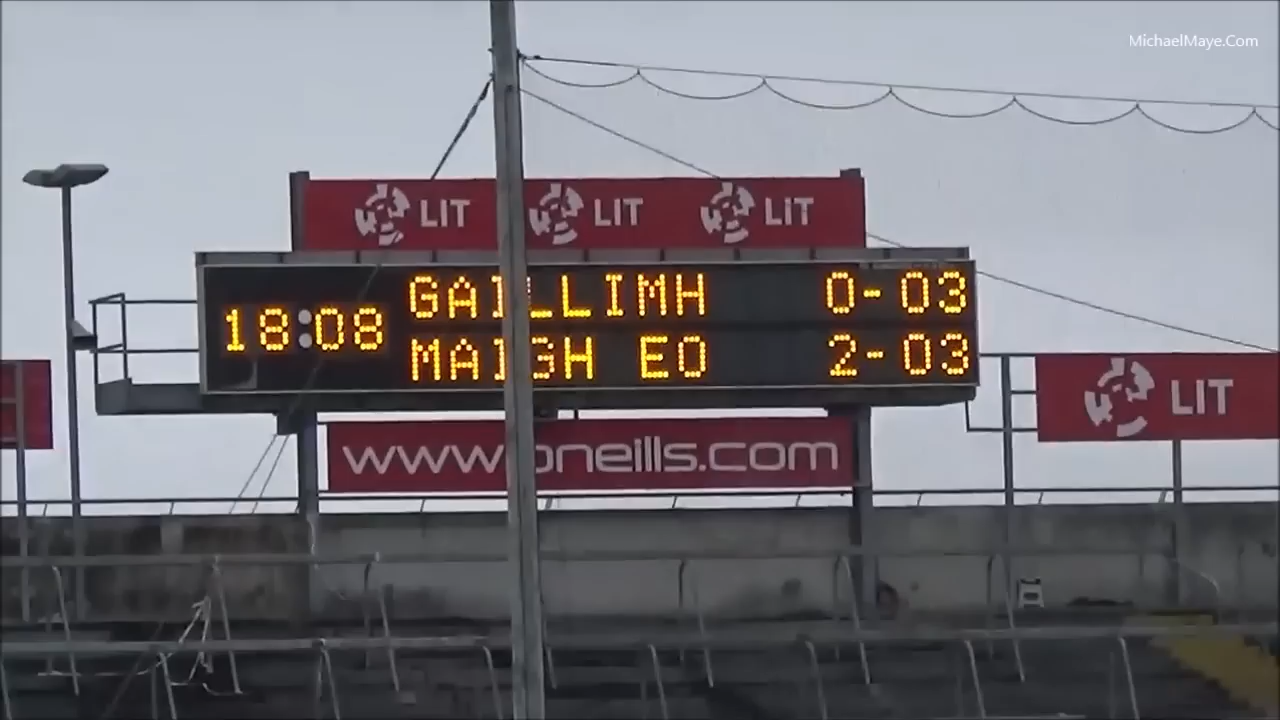 MichaelMaye.Com
LIT LIT LIT
18:08
GAILLIMH 0-03
MAIGH EO 2-03
LIT
www.oneills.com